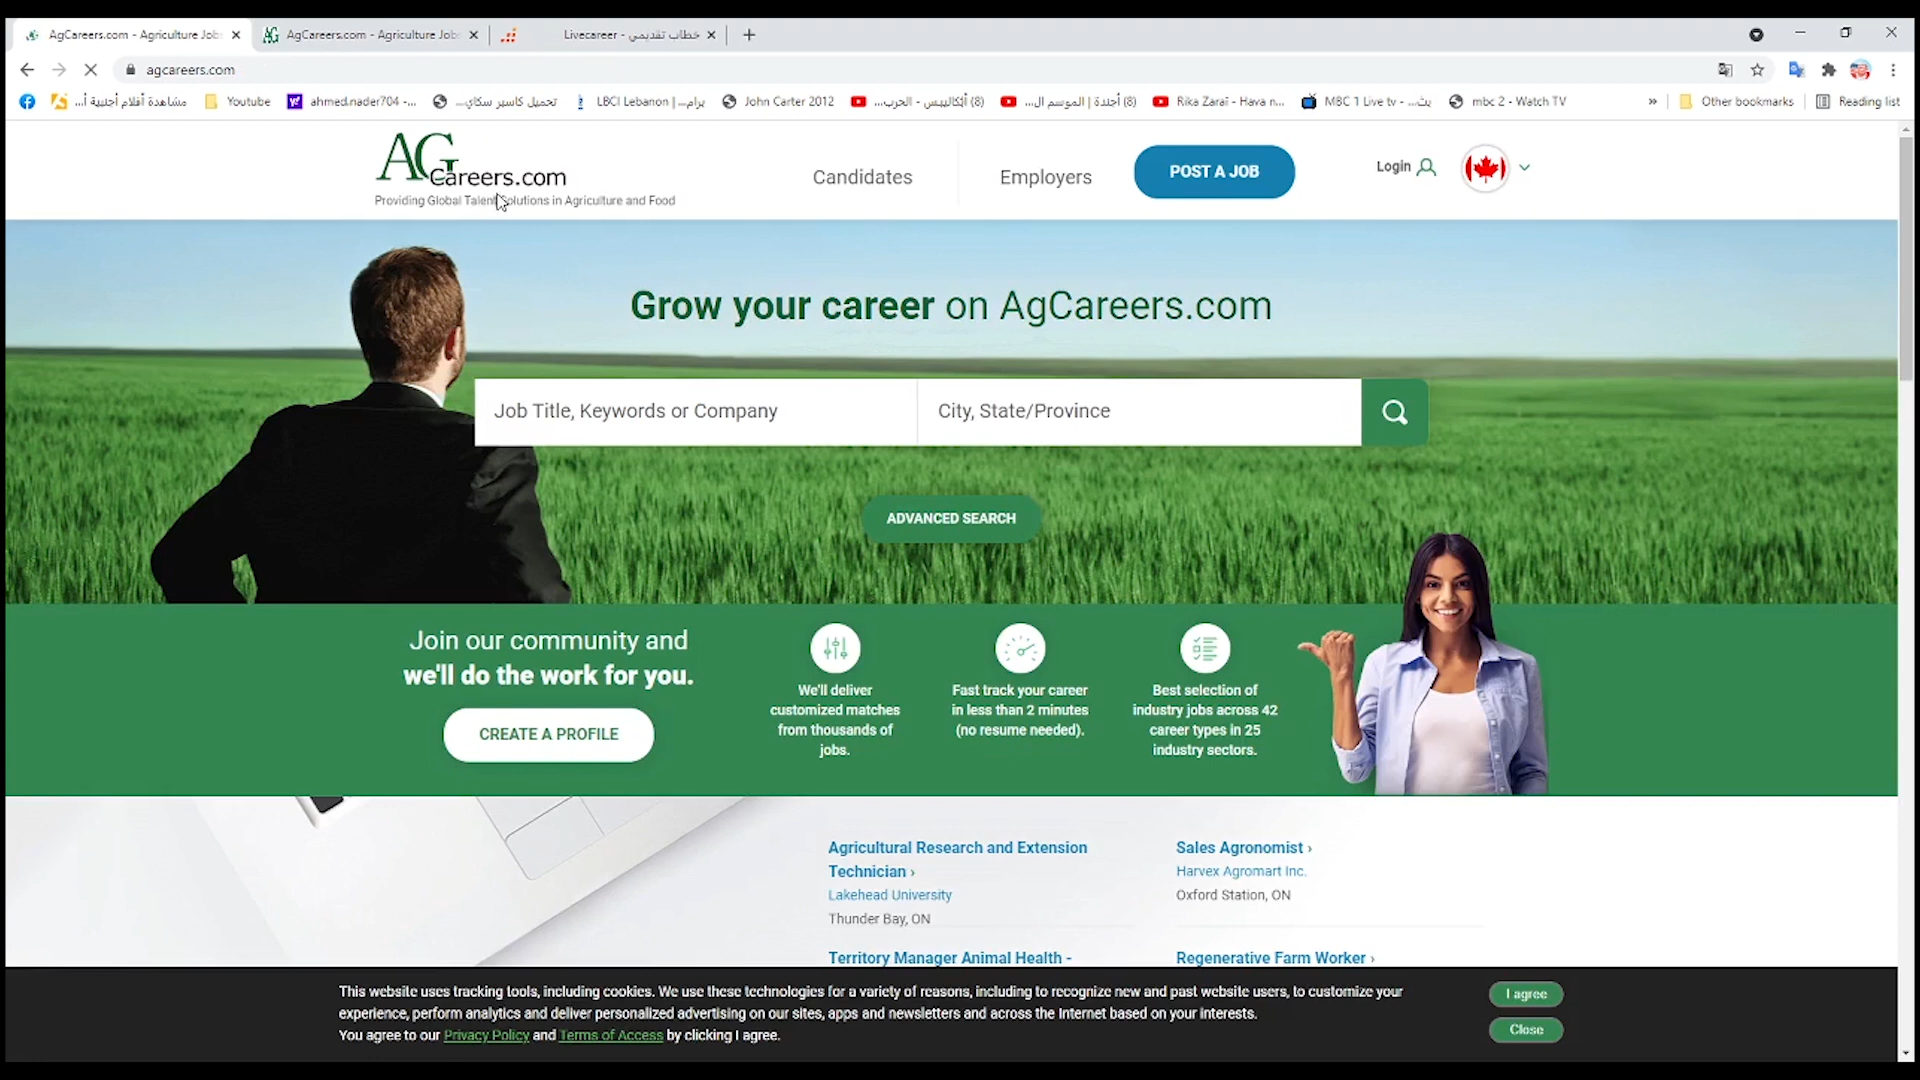 AgCareers.com - Agriculture Jobs
AgCareers.com - Agriculture Jobs
خطاب تقديمي - Livecareer
agcareers.com
مشاهدة أفلام أجنبية أ...
Youtube
ahmed.nader704 -...
تحميل كاسبر سكاي...
LBCI Lebanon | برام...
John Carter 2012
(8) أبكاليبس - الحرب...
(8) أجندة | الموسم ال...
Rika Zaraï - Hava n...
MBC 1 Live tv - بث...
mbc 2 - Watch TV
»
Other bookmarks
Reading list
AG
Careers.com
Providing Global Talent Solutions in Agriculture and Food
Candidates
Employers
POST A JOB
Login
Grow your career on AgCareers.com
Job Title, Keywords or Company
City, State/Province
ADVANCED SEARCH
Join our community and
we'll do the work for you.
CREATE A PROFILE
We'll deliver
customized matches
from thousands of
jobs.
Fast track your career
in less than 2 minutes
(no resume needed).
Best selection of
industry jobs across 42
career types in 25
industry sectors.
Agricultural Research and Extension
Technician ›
Lakehead University
Thunder Bay, ON
Sales Agronomist ›
Harvex Agromart Inc.
Oxford Station, ON
Territory Manager Animal Health -
Regenerative Farm Worker ›
This website uses tracking tools, including cookies. We use these technologies for a variety of reasons, including to recognize new and past website users, to customize your
experience, perform analytics and deliver personalized advertising on our sites, apps and newsletters and across the Internet based on your interests.
You agree to our Privacy Policy and Terms of Access by clicking I agree.
I agree
Close